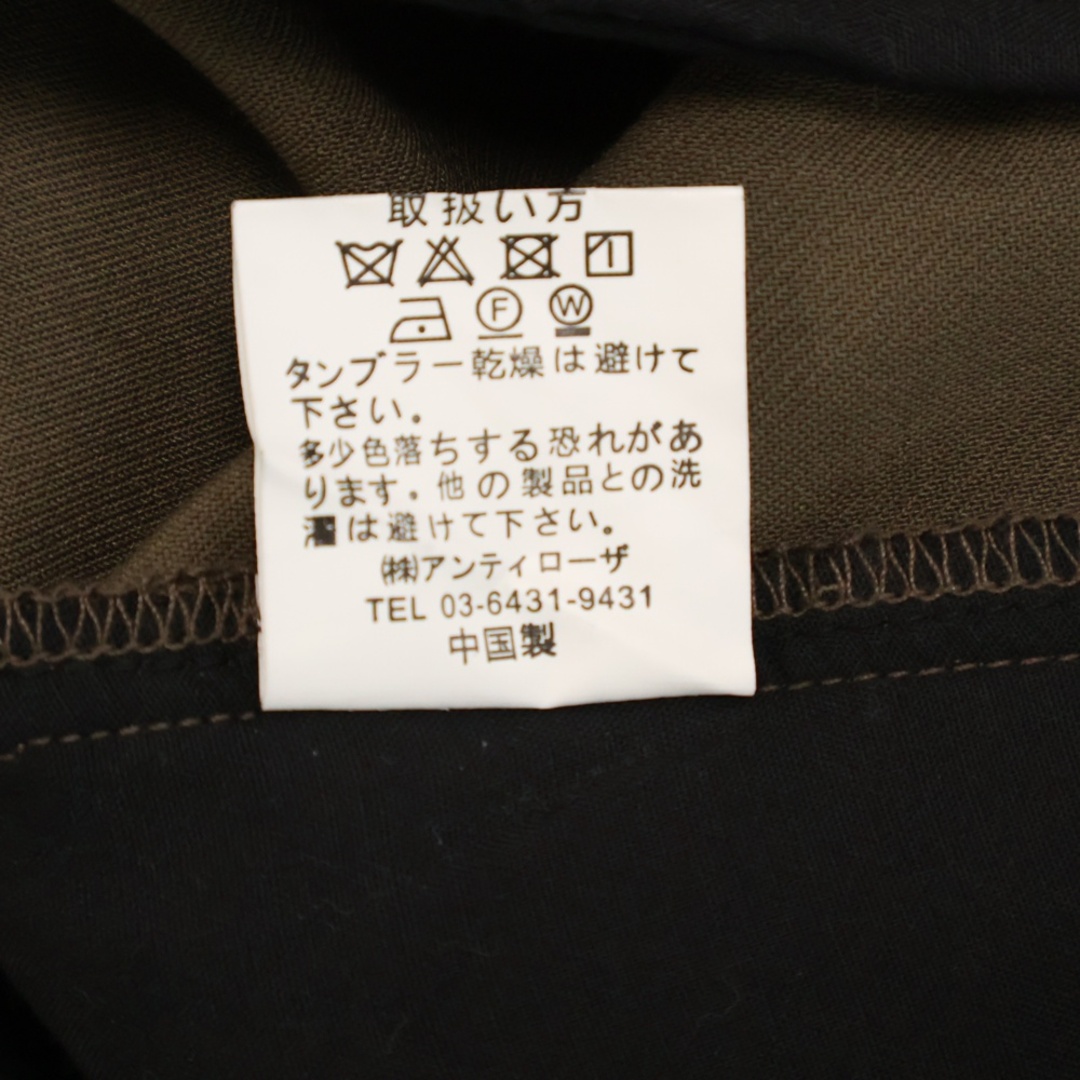 取扱い方
F W
タンブラー乾燥は避けて
下さい。
多少色落ちする恐れがあ
ります。他の製品との洗
濯は避けて下さい。
㈱アンティローザ
TEL 03-6431-9431
中国製